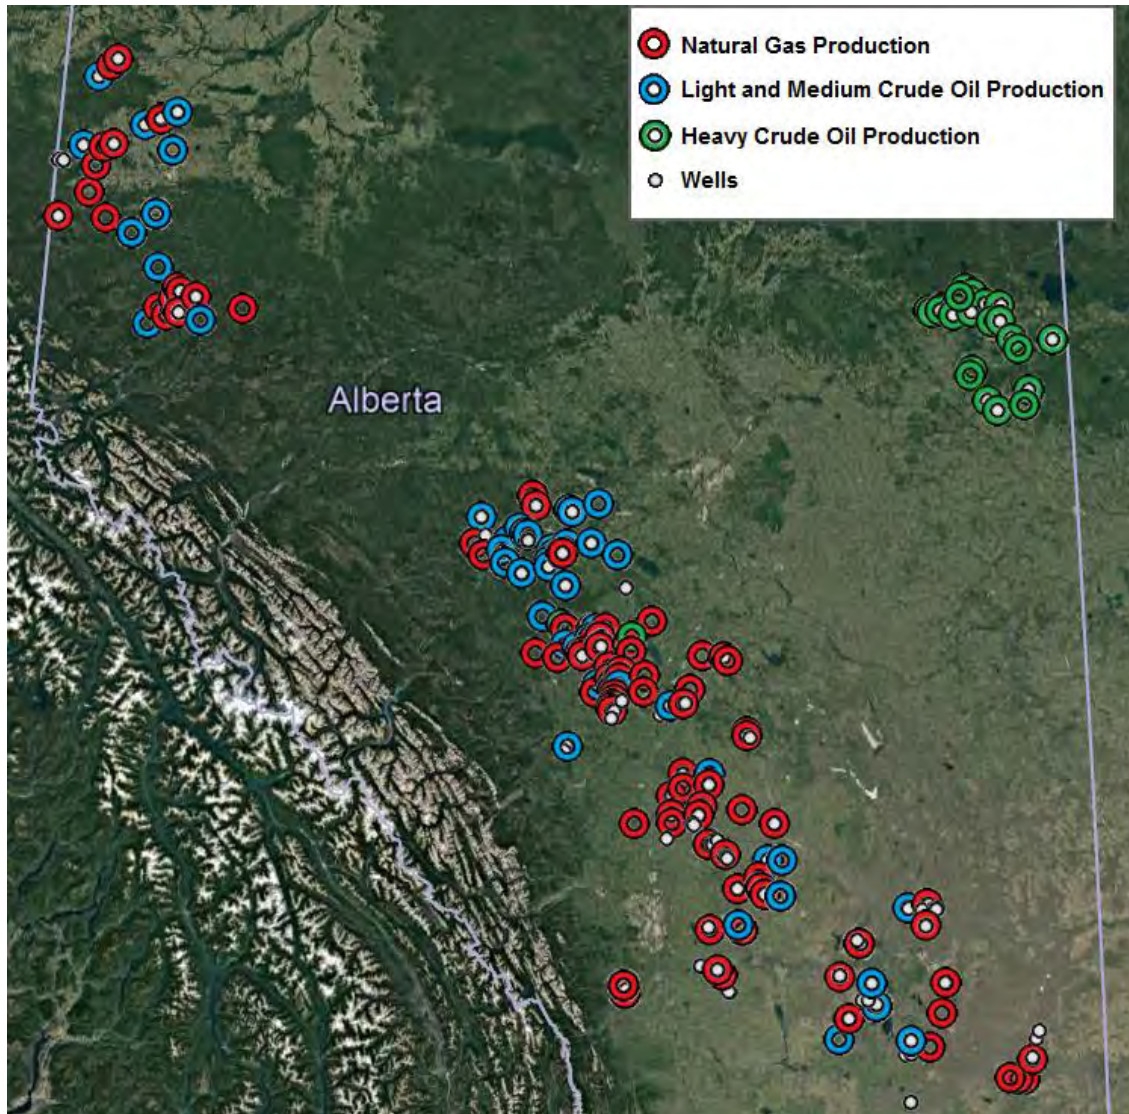 Natural Gas Production
Light and Medium Crude Oil Production
Heavy Crude Oil Production
Wells
Alberta